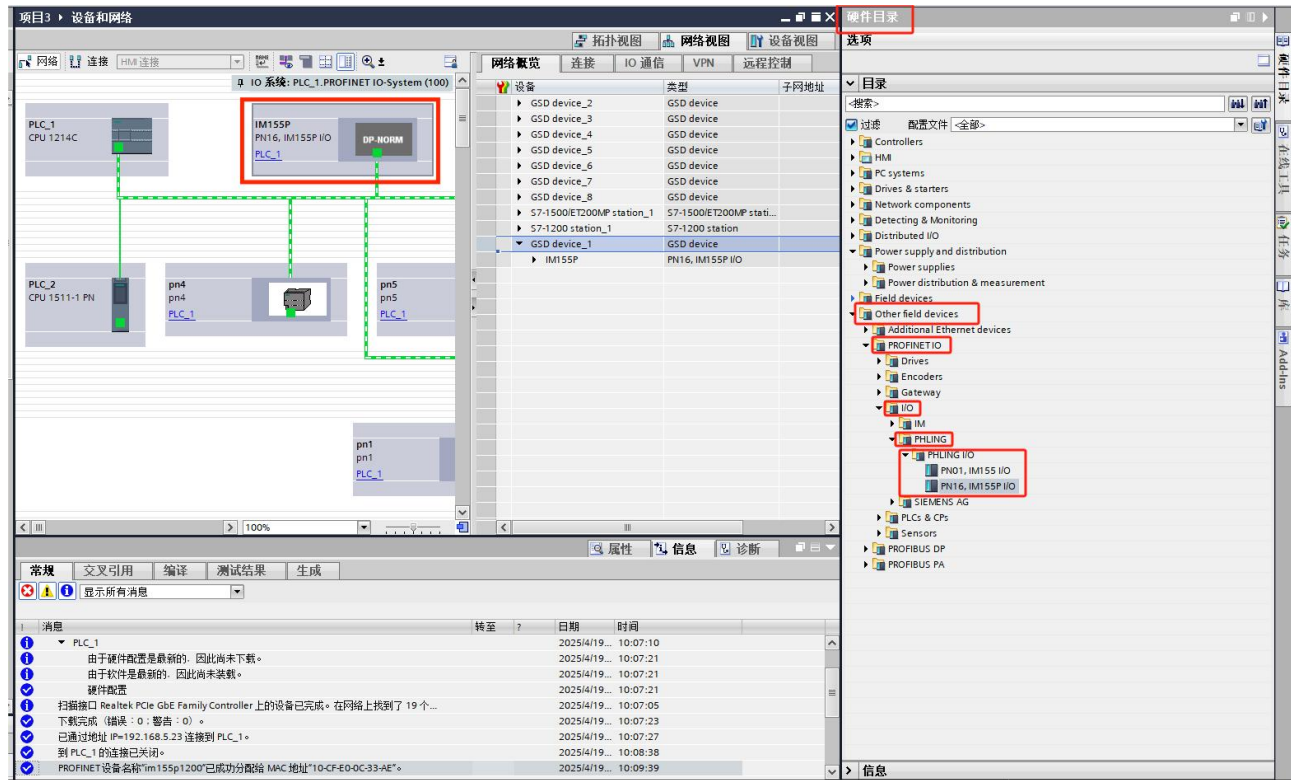 项目3 ▸ 设备和网络
拓扑视图 网络视图 设备视图
网络 连接 HMI 连接
IO 系统: PLC_1.PROFINET IO-System (100)
PLC_1
CPU 1214C
IM155P
PN16, IM155P I/O
PLC_1
DP-NORM
PLC_2
CPU 1511-1 PN
pn4
pn4
PLC_1
pn5
pn5
PLC_1
pn1
pn1
PLC_1
100%
网络概览 连接 IO 通信 VPN 远程控制
设备 类型 子网地址
GSD device_2 GSD device
GSD device_3 GSD device
GSD device_4 GSD device
GSD device_5 GSD device
GSD device_6 GSD device
GSD device_7 GSD device
GSD device_8 GSD device
S7-1500/ET200MP station_1 S7-1500/ET200MP stati...
S7-1200 station_1 S7-1200 station
GSD device_1 GSD device
IM155P PN16, IM155P I/O
属性 信息 诊断
常规 交叉引用 编译 测试结果 生成
显示所有消息
! 消息 转至 ? 日期 时间
PLC_1 2025/4/19... 10:07:10
由于硬件配置是最新的，因此尚未下载。 2025/4/19... 10:07:21
由于软件是最新的，因此尚未装载。 2025/4/19... 10:07:21
硬件配置 2025/4/19... 10:07:21
扫描接口 Realtek PCIe GbE Family Controller 上的设备已完成。在网络上找到了 19 个... 2025/4/19... 10:07:05
下载完成（错误：0；警告：0）。 2025/4/19... 10:07:23
已通过地址 IP=192.168.5.23 连接到 PLC_1。 2025/4/19... 10:07:27
到 PLC_1 的连接已关闭。 2025/4/19... 10:08:38
PROFINET设备名称“im155p1200”已成功分配给 MAC 地址“10-CF-E0-0C-33-AE”。 2025/4/19... 10:09:39
硬件目录
选项
目录
<搜索>
过滤 配置文件 <全部>
Controllers
HMI
PC systems
Drives & starters
Network components
Detecting & Monitoring
Distributed I/O
Power supply and distribution
Power supplies
Power distribution & measurement
Field devices
Other field devices
Additional Ethernet devices
PROFINET IO
Drives
Encoders
Gateway
I/O
IM
PHLING
PHLING I/O
PN01, IM155 I/O
PN16, IM155P I/O
SIEMENS AG
PLCs & CPs
Sensors
PROFIBUS DP
PROFIBUS PA
信息
硬件目录
在线工具
任务
库
Add-Ins